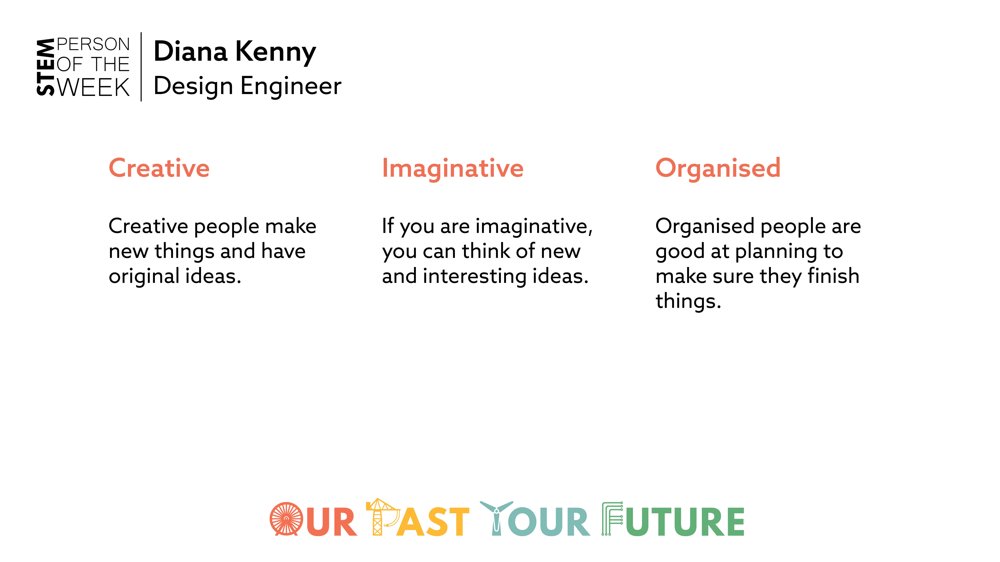 STEM PERSON
OF THE
WEEK
Diana Kenny
Design Engineer
Creative
Creative people make
new things and have
original ideas.
Imaginative
If you are imaginative,
you can think of new
and interesting ideas.
Organised
Organised people are
good at planning to
make sure they finish
things.
OUR PAST YOUR FUTURE